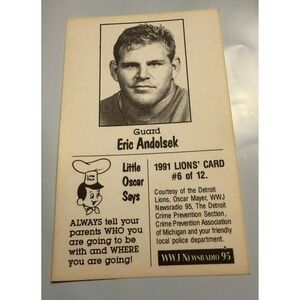 Guard
Eric Andolsek
Little
Oscar
Says
ALWAYS tell your
parents WHO you
are going to be
with and WHERE
you are going!
1991 LIONS' CARD
#6 of 12.
Courtesy of the Detroit
Lions, Oscar Mayer, WWJ
Newsradio 95, The Detroit
Crime Prevention Section,
Crime Prevention Association
of Michigan and your friendly
local police department.
WWJ NEWSRADIO 95